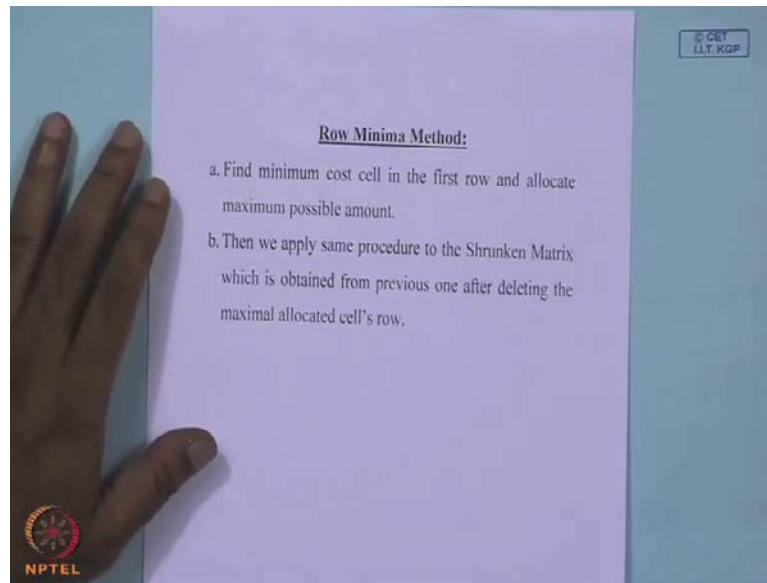 © CET
I.I.T. KGP
Row Minima Method:
a. Find minimum cost cell in the first row and allocate
maximum possible amount.
b. Then we apply same procedure to the Shrunken Matrix
which is obtained from previous one after deleting the
maximal allocated cell's row.
NPTEL